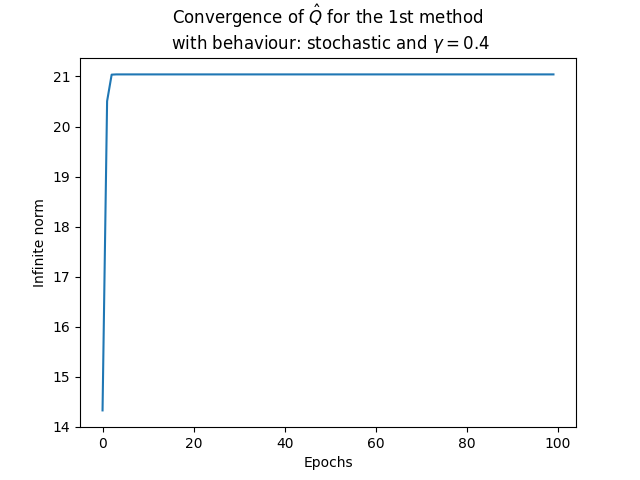 Convergence of Q̂ for the 1st method
with behaviour: stochastic and γ = 0.4
21
20
19
18
17
16
15
14
Infinite norm
0 20 40 60 80 100
Epochs